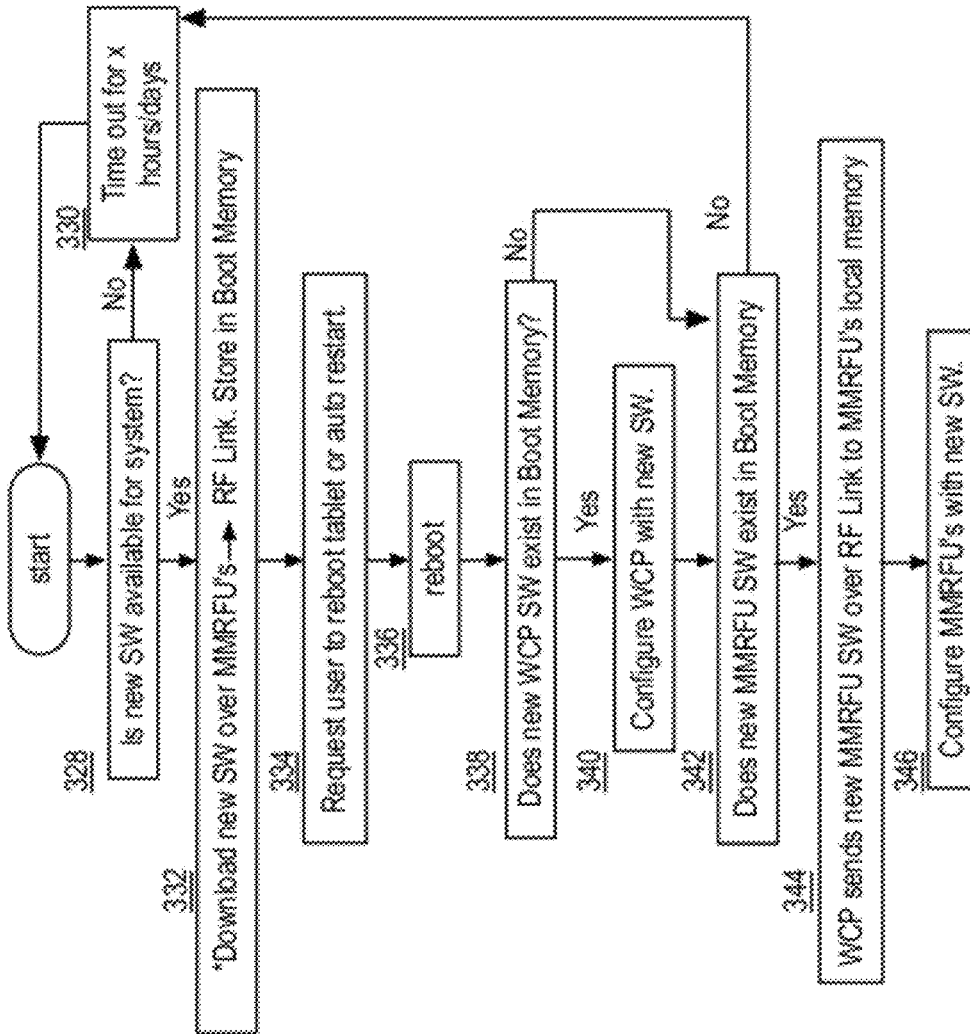 start
328
Is new SW available for system?
No
330
Time out for x
hours/days
Yes
332
*Download new SW over MMRFU's→ RF Link. Store in Boot Memory
334
Request user to reboot tablet or auto restart.
336
reboot
338
Does new WCP SW exist in Boot Memory?
No
Yes
340
Configure WCP with new SW.
342
Does new MMRFU SW exist in Boot Memory
No
Yes
344
WCP sends new MMRFU SW over RF Link to MMRFU's local memory
346
Configure MMRFU's with new SW.